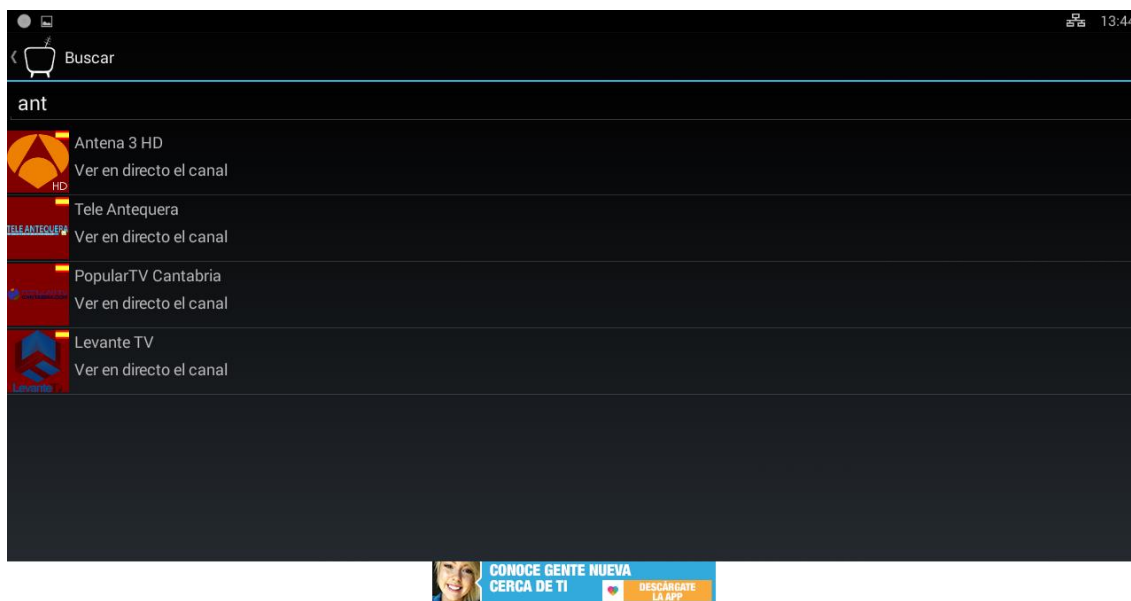 13:44
Buscar
ant
Antena 3 HD
Ver en directo el canal
HD
Tele Antequera
Ver en directo el canal
TELE ANTEQUERA
PopularTV Cantabria
Ver en directo el canal
Levante TV
Ver en directo el canal
Levante
CONOCE GENTE NUEVA
CERCA DE TI
DESCÁRGATE
LA APP